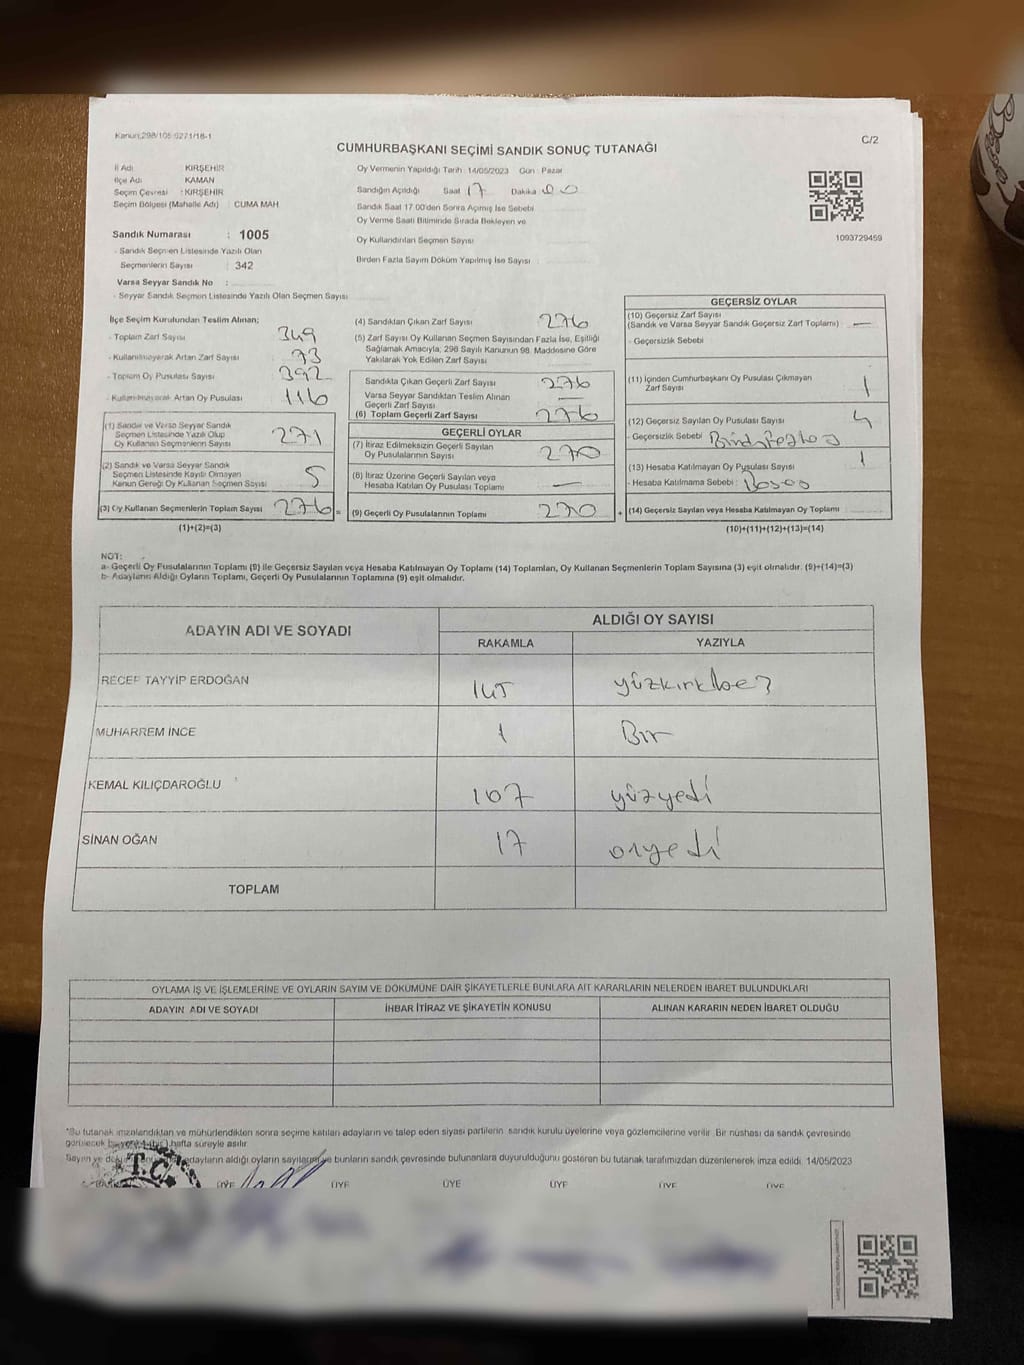 Kanun:298/105 0271/16-1
C/2
CUMHURBAŞKANI SEÇİMİ SANDIK SONUÇ TUTANAĞI
İl Adı KIRŞEHİR
İlçe Adı KAMAN
Seçim Çevresi : KIRŞEHİR
Seçim Bölgesi (Mahalle Adı) : CUMA MAH
Sandık Numarası : 1005
- Sandık Seçmen Listesinde Yazılı Olan
Seçmenlerin Sayısı : 342
Varsa Seyyar Sandık No :
- Seyyar Sandık Seçmen Listesinde Yazılı Olan Seçmen Sayısı
Oy Vermenin Yapıldığı Tarih : 14/05/2023 Gün : Pazar
Sandığın Açıldığı Saat 17 Dakika 00
Sandık Saat 17.00'den Sonra Açılmış İse Sebebi
Oy Verme Saati Bitiminde Sırada Bekleyen ve
Oy Kullandırılan Seçmen Sayısı
Birden Fazla Sayım Döküm Yapılmış İse Sayısı :
1093729459
İlçe Seçim Kurulundan Teslim Alınan;
- Toplam Zarf Sayısı 349
- Kullanılmayarak Artan Zarf Sayısı 73
- Toplam Oy Pusulası Sayısı 392
- Kullanılmayarak Artan Oy Pusulası 116
(1) Sandık ve Varsa Seyyar Sandık
Seçmen Listesinde Yazılı Olup
Oy Kullanan Seçmenlerin Sayısı 271
(2) Sandık ve Varsa Seyyar Sandık
Seçmen Listesinde Kayıtlı Olmayan
Kanun Gereği Oy Kullanan Seçmen Sayısı 5
(3) Oy Kullanan Seçmenlerin Toplam Sayısı 276 =
(1)+(2)=(3)
(4) Sandıktan Çıkan Zarf Sayısı 276
(5) Zarf Sayısı Oy Kullanan Seçmen Sayısından Fazla İse, Eşitliği
Sağlamak Amacıyla, 298 Sayılı Kanunun 98. Maddesine Göre
Yakılarak Yok Edilen Zarf Sayısı
Sandıkta Çıkan Geçerli Zarf Sayısı 276
Varsa Seyyar Sandıktan Teslim Alınan
Geçerli Zarf Sayısı —
(6) Toplam Geçerli Zarf Sayısı 276
GEÇERLİ OYLAR
(7) İtiraz Edilmeksizin Geçerli Sayılan
Oy Pusulalarının Sayısı 270
(8) İtiraz Üzerine Geçerli Sayılan veya
Hesaba Katılan Oy Pusulası Toplamı —
(9) Geçerli Oy Pusulalarının Toplamı 270 +
GEÇERSİZ OYLAR
(10) Geçersiz Zarf Sayısı
(Sandık ve Varsa Seyyar Sandık Geçersiz Zarf Toplamı) : —
- Geçersizlik Sebebi
(11) İçinden Cumhurbaşkanı Oy Pusulası Çıkmayan
Zarf Sayısı 1
(12) Geçersiz Sayılan Oy Pusulası Sayısı 4
- Geçersizlik Sebebi
(13) Hesaba Katılmayan Oy Pusulası Sayısı 1
- Hesaba Katılmama Sebebi :
(14) Geçersiz Sayılan veya Hesaba Katılmayan Oy Toplamı
(10)+(11)+(12)+(13)=(14)
NOT:
a- Geçerli Oy Pusulalarının Toplamı (9) ile Geçersiz Sayılan veya Hesaba Katılmayan Oy Toplamı (14) Toplamları, Oy Kullanan Seçmenlerin Toplam Sayısına (3) eşit olmalıdır. (9)+(14)=(3)
b- Adayların Aldığı Oyların Toplamı, Geçerli Oy Pusulalarının Toplamına (9) eşit olmalıdır.
ADAYIN ADI VE SOYADI ALDIĞI OY SAYISI
RAKAMLA YAZIYLA
RECEP TAYYİP ERDOĞAN 145 yüzkırkbeş
MUHARREM İNCE 1 Bir
KEMAL KILIÇDAROĞLU 107 yüzyedi
SİNAN OĞAN 17 onyedi
TOPLAM
OYLAMA İŞ VE İŞLEMLERİNE VE OYLARIN SAYIM VE DÖKÜMÜNE DAİR ŞİKAYETLERLE BUNLARA AİT KARARLARIN NELERDEN İBARET BULUNDUKLARI
ADAYIN ADI VE SOYADI İHBAR İTİRAZ VE ŞİKAYETİN KONUSU ALINAN KARARIN NEDEN İBARET OLDUĞU
*Bu tutanak imzalandıktan ve mühürlendikten sonra seçime katılan adayların ve talep eden siyasi partilerin sandık kurulu üyelerine veya gözlemcilerine verilir. Bir nüshası da sandık çevresinde
görülecek bir yere 1 (bir) hafta süreyle asılır.
Sayım ve döküm adayların aldığı oyların sayılarını ve bunların sandık çevresinde bulunanlara duyurulduğunu gösteren bu tutanak tarafımızdan düzenlenerek imza edildi. 14/05/2023
T.C.
ÜYE ÜYE ÜYE ÜYE ÜYE ÜYE